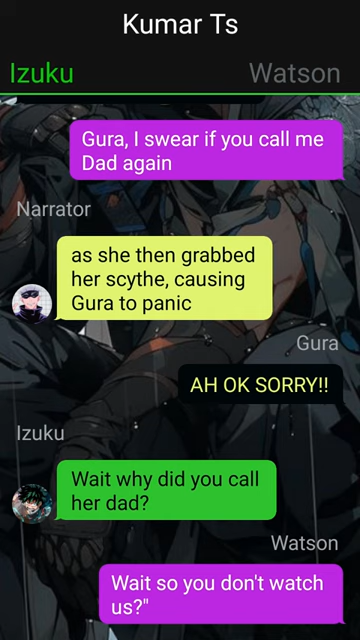 Kumar Ts
Izuku
Watson
Gura, I swear if you call me
Dad again
Narrator
as she then grabbed
her scythe, causing
Gura to panic
Gura
AH OK SORRY!!
Izuku
Wait why did you call
her dad?
Watson
Wait so you don't watch
us?"